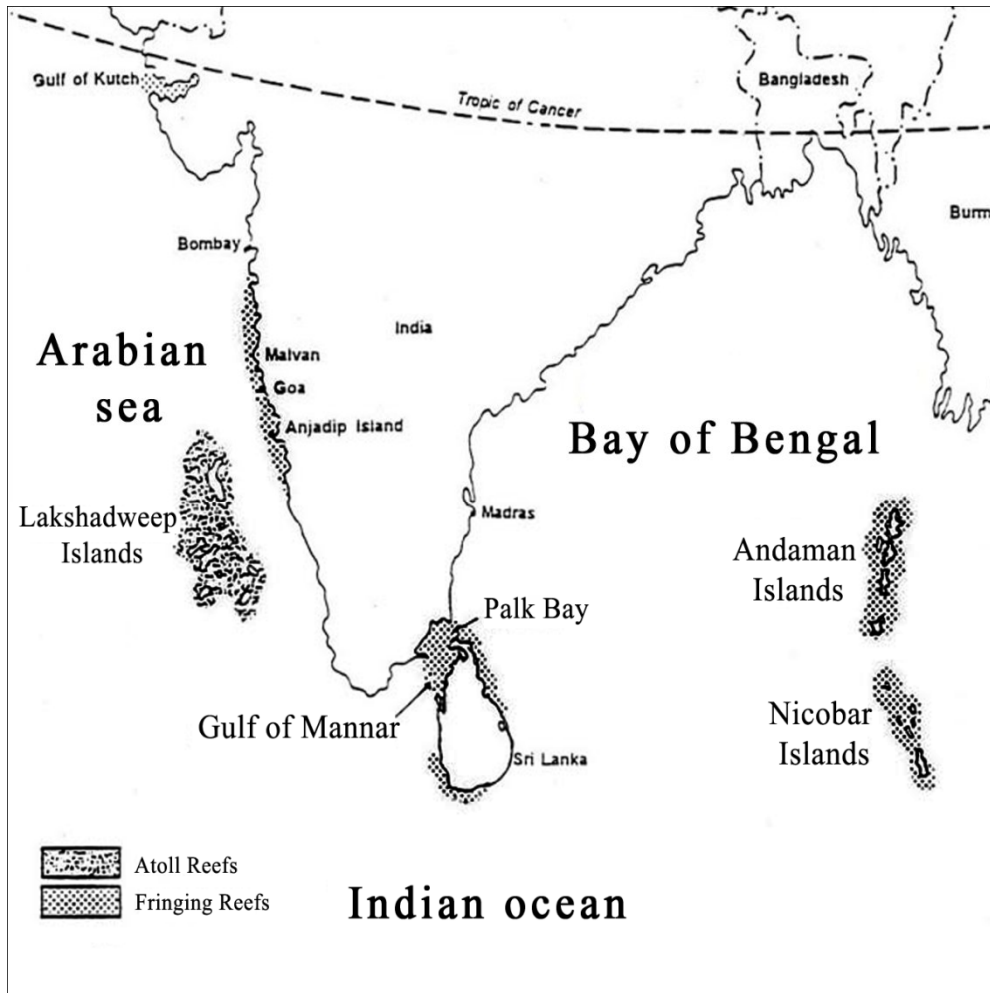 Gulf of Kutch
Tropic of Cancer
Bangladesh
Burm
Bombay
India
Arabian
sea
Malvan
Goa
Anjadip Island
Bay of Bengal
Lakshadweep
Islands
Madras
Andaman
Islands
Palk Bay
Gulf of Mannar
Nicobar
Islands
Sri Lanka
Atoll Reefs
Fringing Reefs
Indian ocean